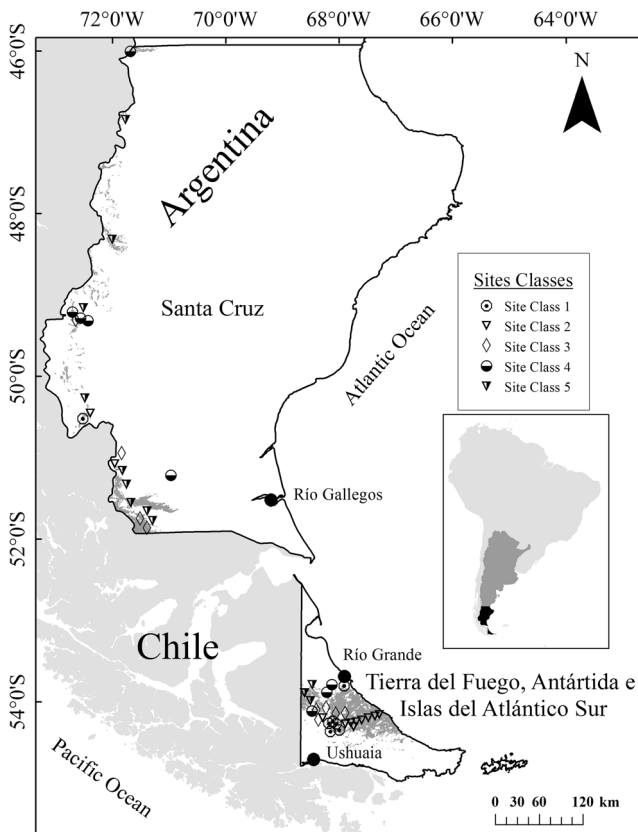 72°0'W 70°0'W 68°0'W 66°0'W 64°0'W
46°0'S
N
Argentina
48°0'S
Sites Classes
Site Class 1
Site Class 2
Site Class 3
Site Class 4
Site Class 5
Santa Cruz
Atlantic Ocean
50°0'S
Río Gallegos
52°0'S
Chile
Río Grande
Tierra del Fuego, Antártida e
Islas del Atlántico Sur
54°0'S
Ushuaia
Pacific Ocean
0 30 60 120 km